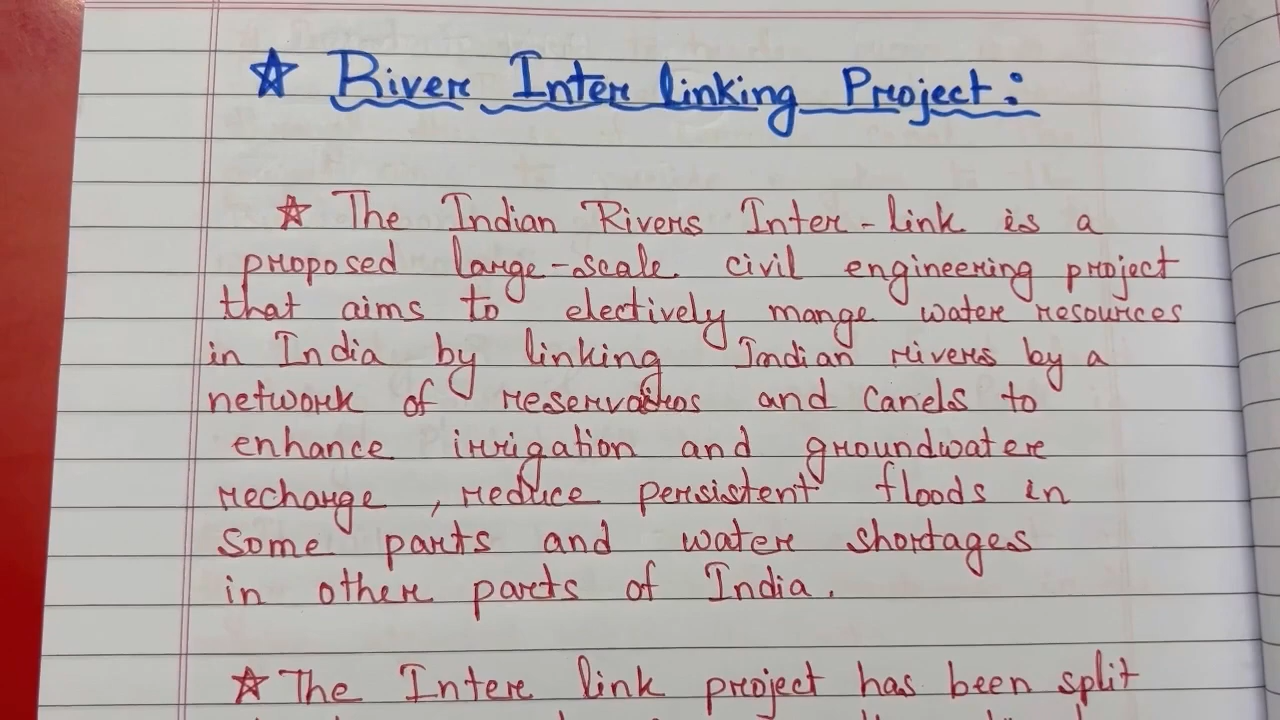 ☆ River Inter linking Project:
☆ The Indian Rivers Inter-link is a
proposed large-scale civil engineering project
that aims to electively mange water resources
in India by linking Indian rivers by a
network of reservoiros and canels to
enhance irrigation and groundwater
recharge, reduce persistent floods in
some parts and water shortages
in other parts of India.
☆ The Inter link project has been split